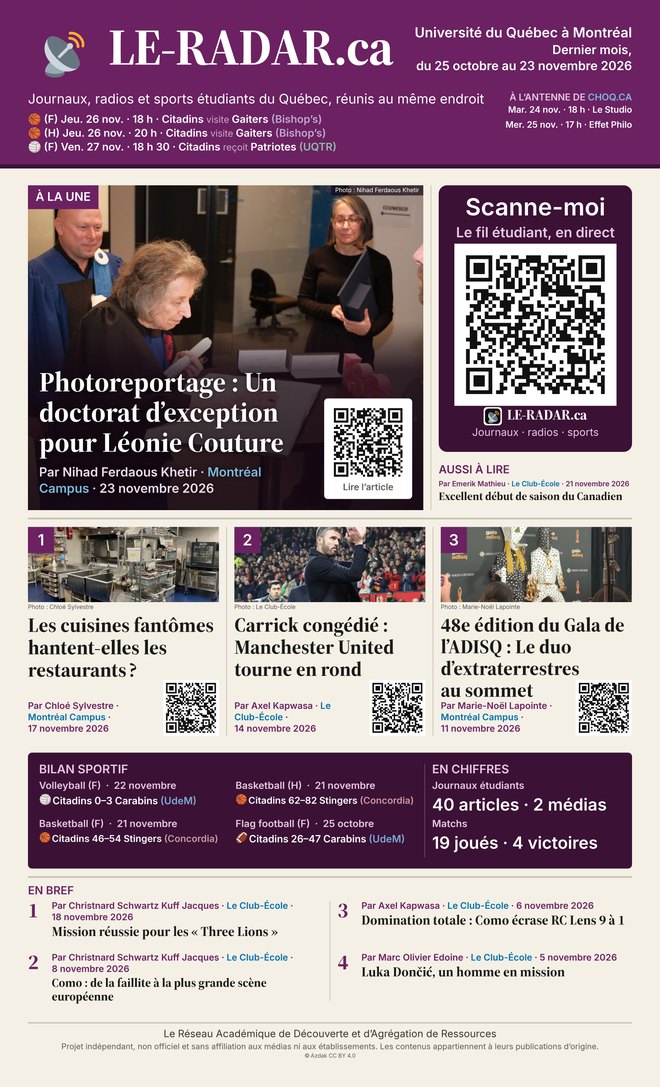 LE-RADAR.ca
Université du Québec à Montréal
Dernier mois,
du 25 octobre au 23 novembre 2026
Journaux, radios et sports étudiants du Québec, réunis au même endroit
(F) Jeu. 26 nov. · 18 h · Citadins visite Gaiters (Bishop's)
(H) Jeu. 26 nov. · 20 h · Citadins visite Gaiters (Bishop's)
(F) Ven. 27 nov. · 18 h 30 · Citadins reçoit Patriotes (UQTR)
À L'ANTENNE DE CHOQ.CA
Mar. 24 nov. · 18 h · Le Studio
Mer. 25 nov. · 17 h · Effet Philo
À LA UNE
Photo : Nihad Ferdaous Khetir
Photoreportage : Un
doctorat d'exception
pour Léonie Couture
Par Nihad Ferdaous Khetir · Montréal
Campus · 23 novembre 2026
Lire l'article
Scanne-moi
Le fil étudiant, en direct
LE-RADAR.ca
Journaux · radios · sports
AUSSI À LIRE
Par Emerik Mathieu · Le Club-École · 21 novembre 2026
Excellent début de saison du Canadien
1
Photo : Chloé Sylvestre
Les cuisines fantômes
hantent-elles les
restaurants ?
Par Chloé Sylvestre ·
Montréal Campus ·
17 novembre 2026
2
Photo : Le Club-École
Carrick congédié :
Manchester United
tourne en rond
Par Axel Kapwasa · Le
Club-École ·
14 novembre 2026
3
Photo : Marie-Noël Lapointe
48e édition du Gala de
l'ADISQ : Le duo
d'extraterrestres
au sommet
Par Marie-Noël Lapointe ·
Montréal Campus ·
11 novembre 2026
BILAN SPORTIF
Volleyball (F) · 22 novembre
Citadins 0–3 Carabins (UdeM)
Basketball (H) · 21 novembre
Citadins 62–82 Stingers (Concordia)
Basketball (F) · 21 novembre
Citadins 46–54 Stingers (Concordia)
Flag football (F) · 25 octobre
Citadins 26–47 Carabins (UdeM)
EN CHIFFRES
Journaux étudiants
40 articles · 2 médias
Matchs
19 joués · 4 victoires
EN BREF
1
Par Christnard Schwartz Kuff Jacques · Le Club-École ·
18 novembre 2026
Mission réussie pour les « Three Lions »
2
Par Christnard Schwartz Kuff Jacques · Le Club-École ·
8 novembre 2026
Como : de la faillite à la plus grande scène
européenne
3
Par Axel Kapwasa · Le Club-École · 6 novembre 2026
Domination totale : Como écrase RC Lens 9 à 1
4
Par Marc Olivier Edoine · Le Club-École · 5 novembre 2026
Luka Dončić, un homme en mission
Le Réseau Académique de Découverte et d'Agrégation de Ressources
Projet indépendant, non officiel et sans affiliation aux médias ni aux établissements. Les contenus appartiennent à leurs publications d'origine.
© Azdak CC BY 4.0